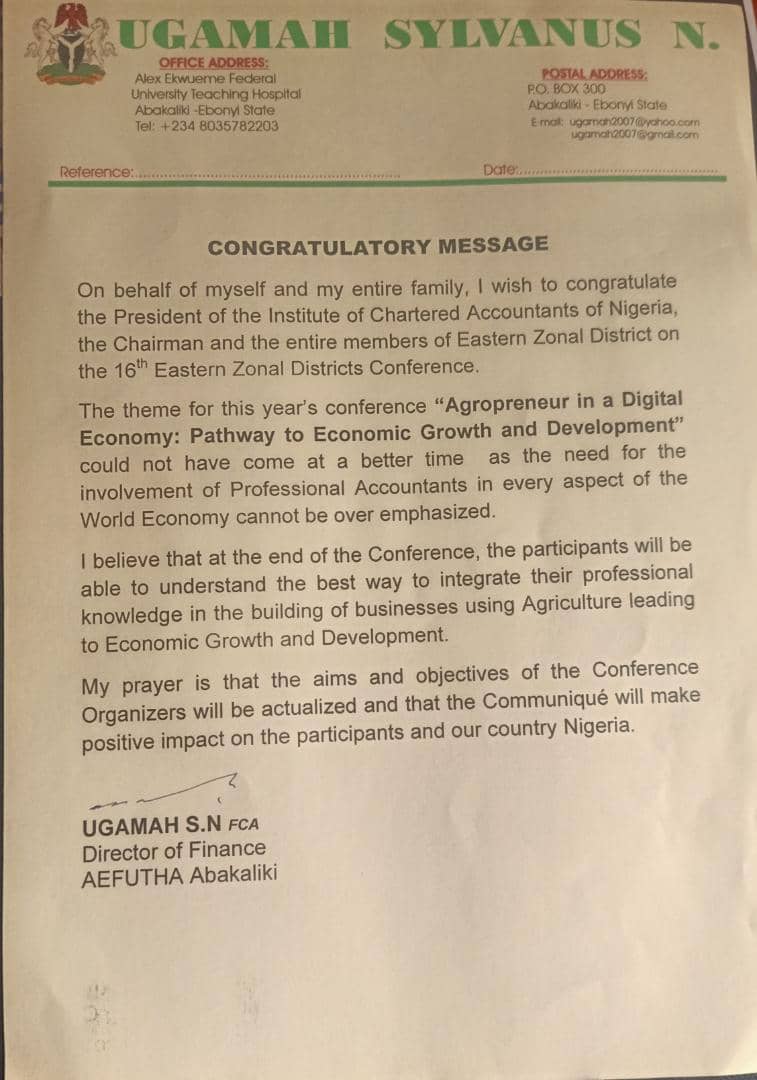 UGAMAH SYLVANUS N.
OFFICE ADDRESS:
Alex Ekwueme Federal
University Teaching Hospital
Abakaliki -Ebonyi State
Tel: +234 8035782203
POSTAL ADDRESS:
P.O. BOX 300
Abakaliki - Ebonyi State
E-mail: ugamah2007@yahoo.com
ugamah2007@gmail.com
Reference:..........................................................
Date:..............................................
CONGRATULATORY MESSAGE
On behalf of myself and my entire family, I wish to congratulate
the President of the Institute of Chartered Accountants of Nigeria,
the Chairman and the entire members of Eastern Zonal District on
the 16th Eastern Zonal Districts Conference.
The theme for this year's conference “Agropreneur in a Digital
Economy: Pathway to Economic Growth and Development”
could not have come at a better time as the need for the
involvement of Professional Accountants in every aspect of the
World Economy cannot be over emphasized.
I believe that at the end of the Conference, the participants will be
able to understand the best way to integrate their professional
knowledge in the building of businesses using Agriculture leading
to Economic Growth and Development.
My prayer is that the aims and objectives of the Conference
Organizers will be actualized and that the Communiqué will make
positive impact on the participants and our country Nigeria.
UGAMAH S.N FCA
Director of Finance
AEFUTHA Abakaliki